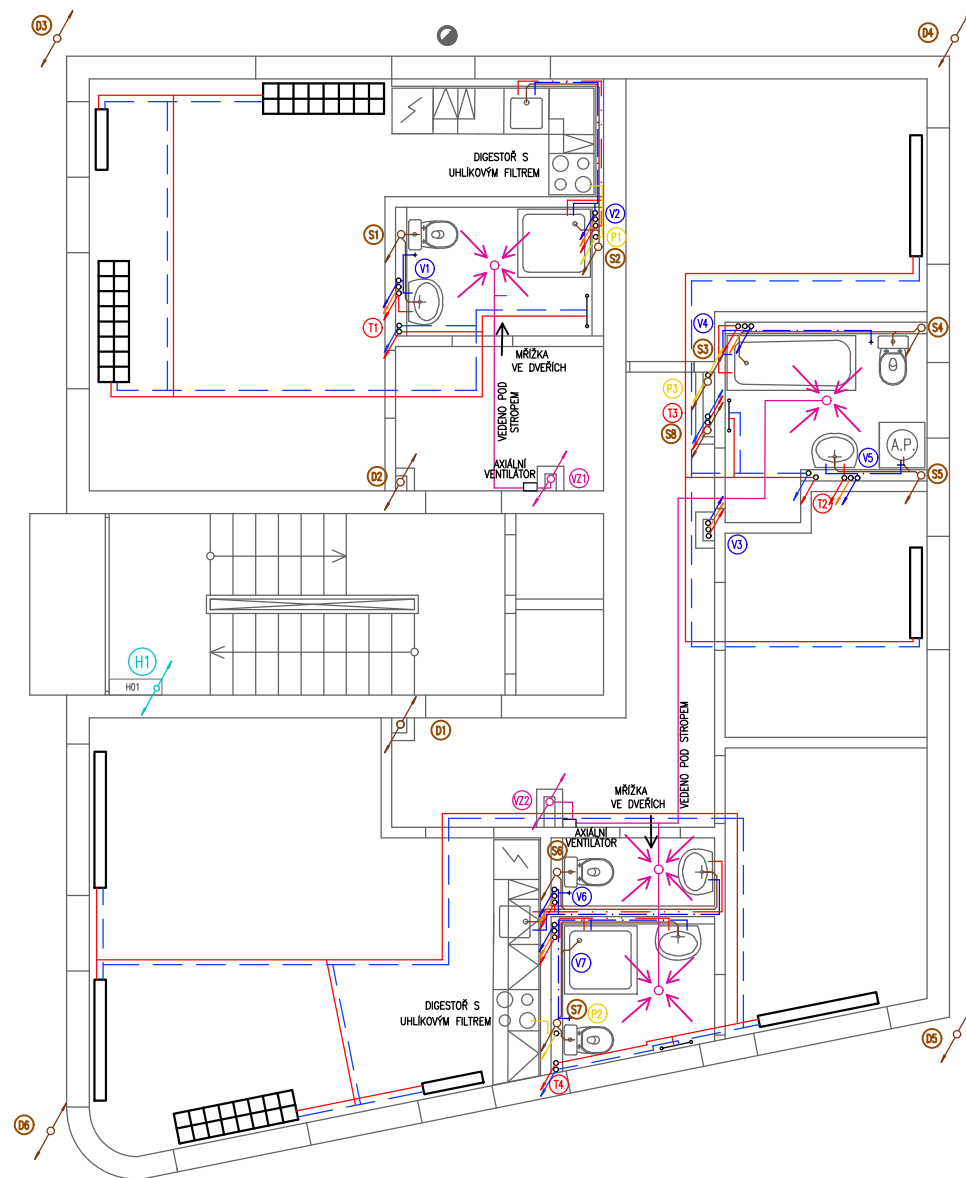 D3
D4
DIGESTOŘ S
UHLÍKOVÝM FILTREM
V2
S1
P1
S2
V1
T1
V4
S4
S3
MŘÍŽKA
VE DVEŘÍCH
P3
VEDENO POD
STROPEM
T3
S8
A.P.
V5
AXIÁLNÍ
VENTILÁTOR
D2
VZ1
S5
T2
V3
H1
H01
D1
VEDENO POD STROPEM
MŘÍŽKA
VE DVEŘÍCH
VZ2
AXIÁLNÍ
VENTILÁTOR
S6
V6
V7
DIGESTOŘ S
UHLÍKOVÝM FILTREM
S7
P2
D5
T4
D6